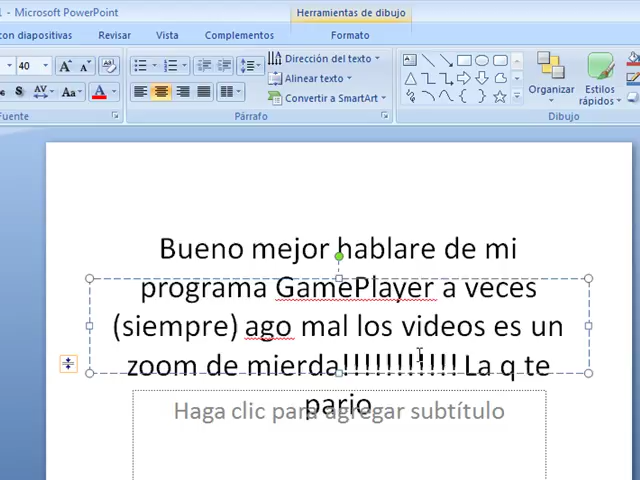 l - Microsoft PowerPoint
Herramientas de dibujo
con diapositivas Revisar Vista Complementos Formato
40 A A Dirección del texto
Alinear texto
S AV Aa A Convertir a SmartArt
Organizar Estilos rápidos
Fuente Párrafo Dibujo
Bueno mejor hablare de mi
programa GamePlayer a veces
(siempre) ago mal los videos es un
zoom de mierda!!!!!!!!!!!! La q te
pario
Haga clic para agregar subtítulo